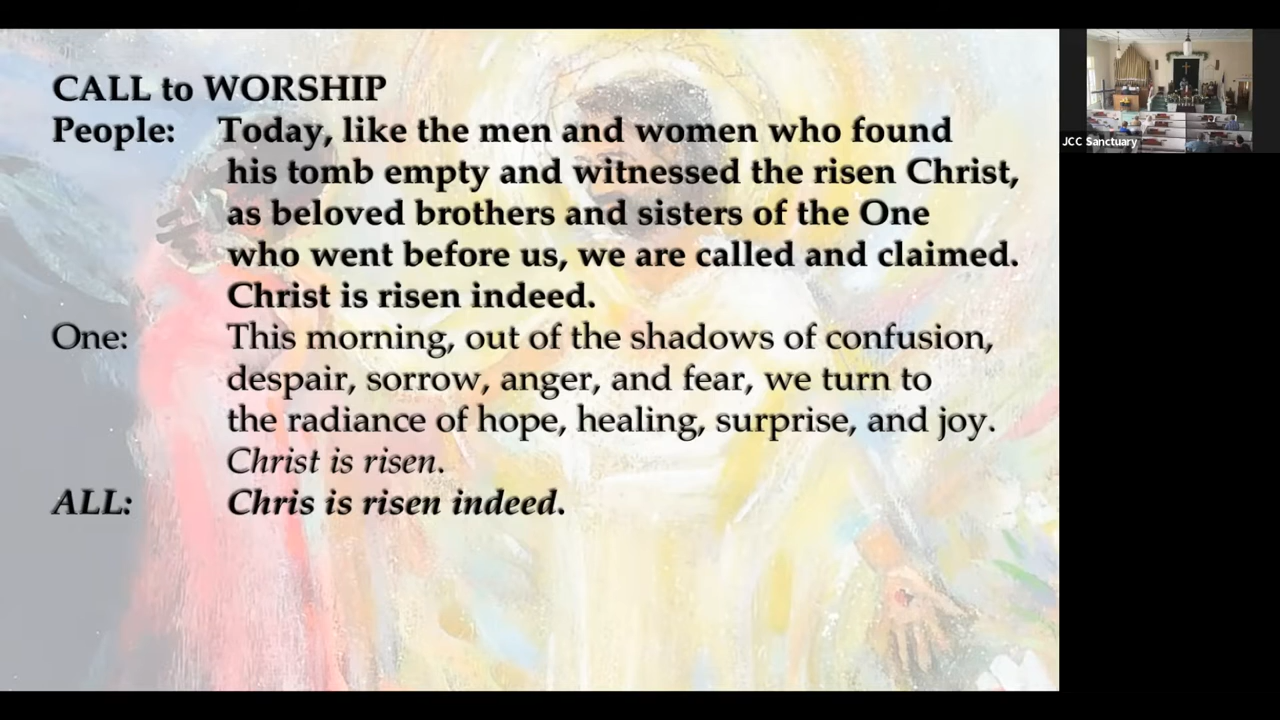 CALL to WORSHIP
People: Today, like the men and women who found
his tomb empty and witnessed the risen Christ,
as beloved brothers and sisters of the One
who went before us, we are called and claimed.
Christ is risen indeed.
One: This morning, out of the shadows of confusion,
despair, sorrow, anger, and fear, we turn to
the radiance of hope, healing, surprise, and joy.
Christ is risen.
ALL: Chris is risen indeed.
JCC Sanctuary